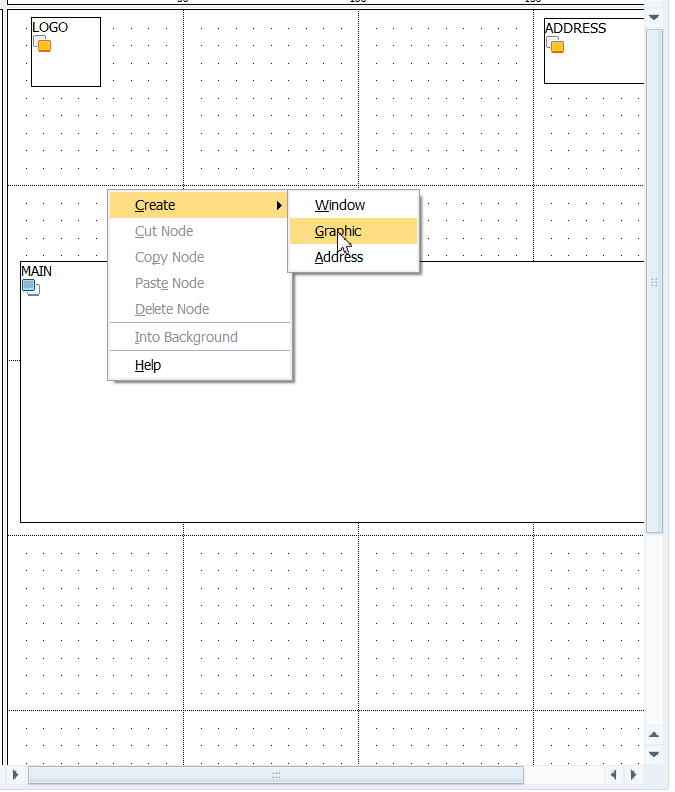 LOGO
ADDRESS
Create
Window
Cut Node
Graphic
Copy Node
Address
MAIN
Paste Node
Delete Node
Into Background
Help